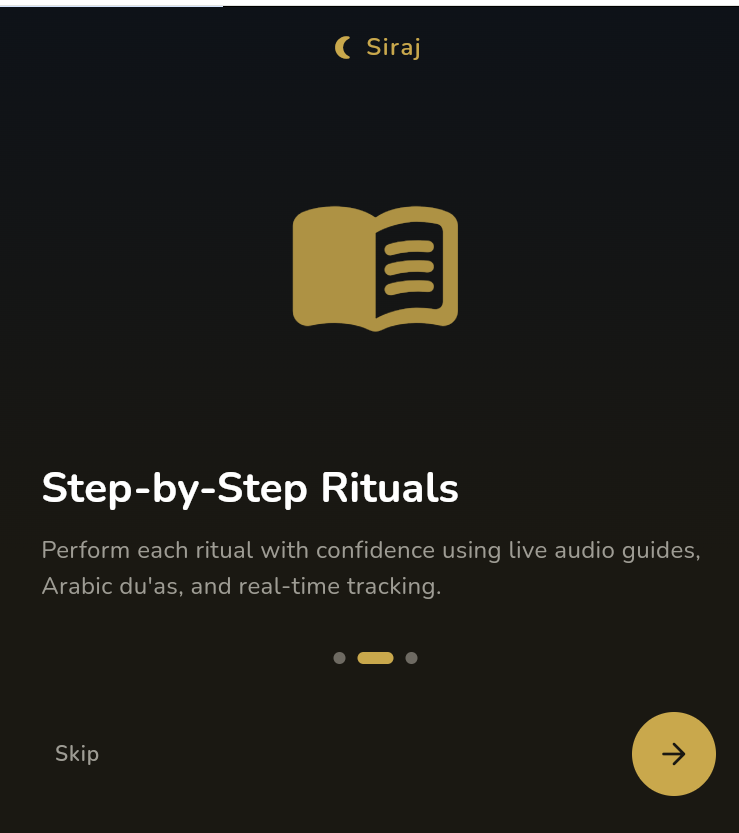 Siraj
Step-by-Step Rituals
Perform each ritual with confidence using live audio guides,
Arabic du'as, and real-time tracking.
Skip